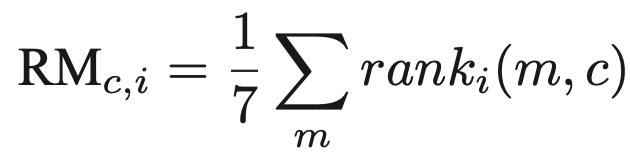 RM_{c,i} = \frac{1}{7} \sum_{m} rank_i(m, c)